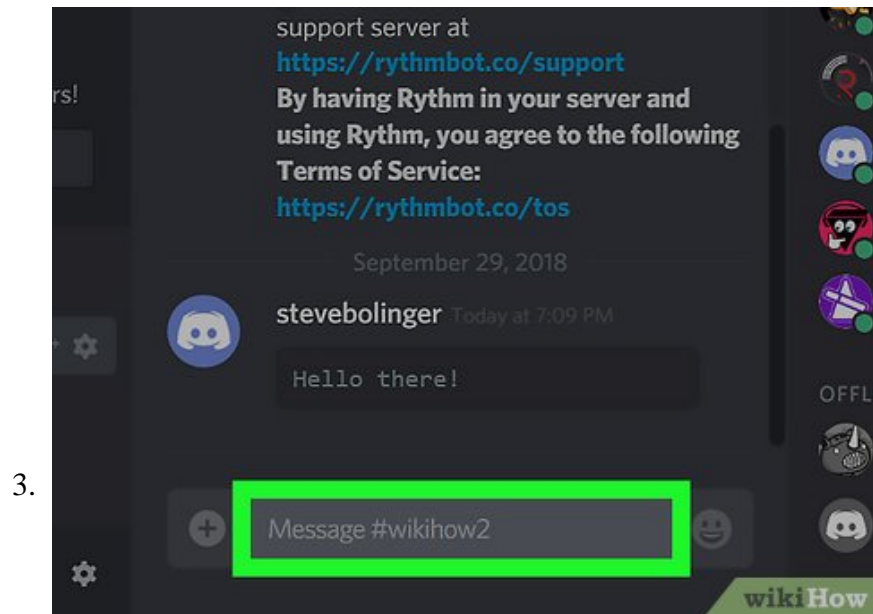 support server at
https://rythmbot.co/support
rs!
By having Rythm in your server and
using Rythm, you agree to the following
Terms of Service:
https://rythmbot.co/tos
September 29, 2018
stevebolinger Today at 7:09 PM
Hello there!
OFFL
3.
Message #wikihow2
wikiHow